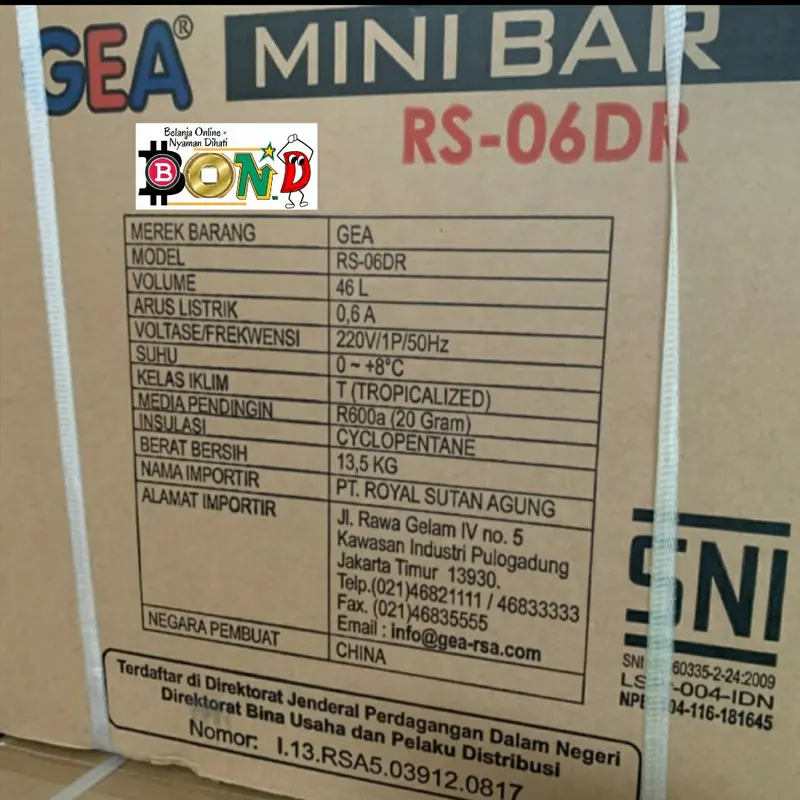 GEA®
MINI BAR
RS-06DR
Belanja Online
Nyaman Dihati
BOND
MEREK BARANG GEA
MODEL RS-06DR
VOLUME 46 L
ARUS LISTRIK 0,6 A
VOLTASE/FREKWENSI 220V/1P/50Hz
SUHU 0 ~ +8°C
KELAS IKLIM T (TROPICALIZED)
MEDIA PENDINGIN R600a (20 Gram)
INSULASI CYCLOPENTANE
BERAT BERSIH 13,5 KG
NAMA IMPORTIR PT. ROYAL SUTAN AGUNG
ALAMAT IMPORTIR Jl. Rawa Gelam IV no. 5
Kawasan Industri Pulogadung
Jakarta Timur 13930.
Telp.(021)46821111 / 46833333
Fax. (021)46835555
Email : info@gea-rsa.com
NEGARA PEMBUAT CHINA
SNI
SNI 60335-2-24:2009
-004-IDN
04-116-181645
Terdaftar di Direktorat Jenderal Perdagangan Dalam Negeri
Direktorat Bina Usaha dan Pelaku Distribusi
Nomor: I.13.RSA5.03912.0817